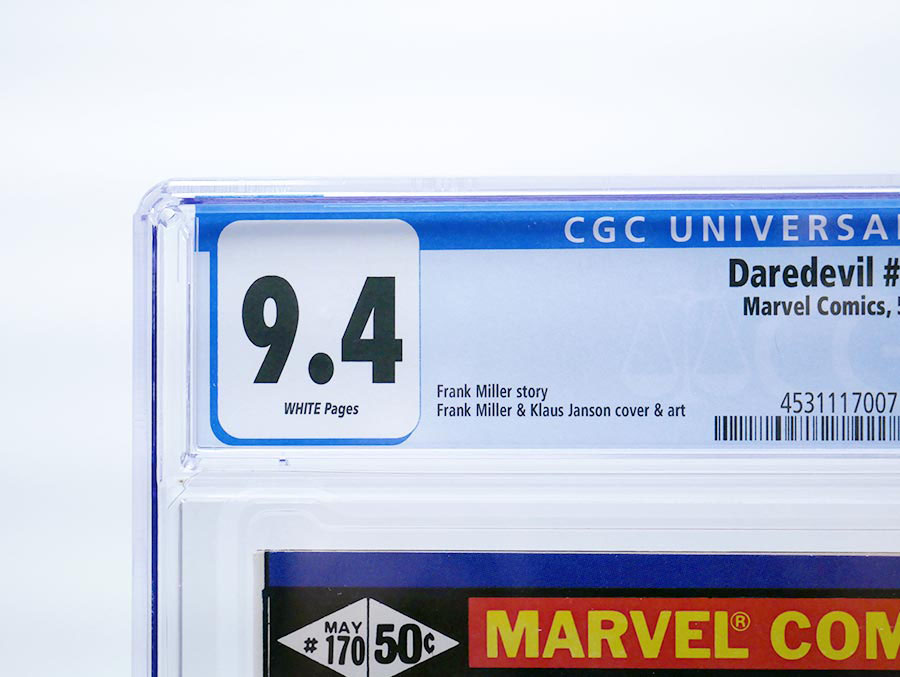 CGC UNIVERSA
9.4
WHITE Pages
Daredevil #
Marvel Comics,
Frank Miller story
Frank Miller & Klaus Janson cover & art
4531117007
MAY
# 170
50¢
MARVEL® COM